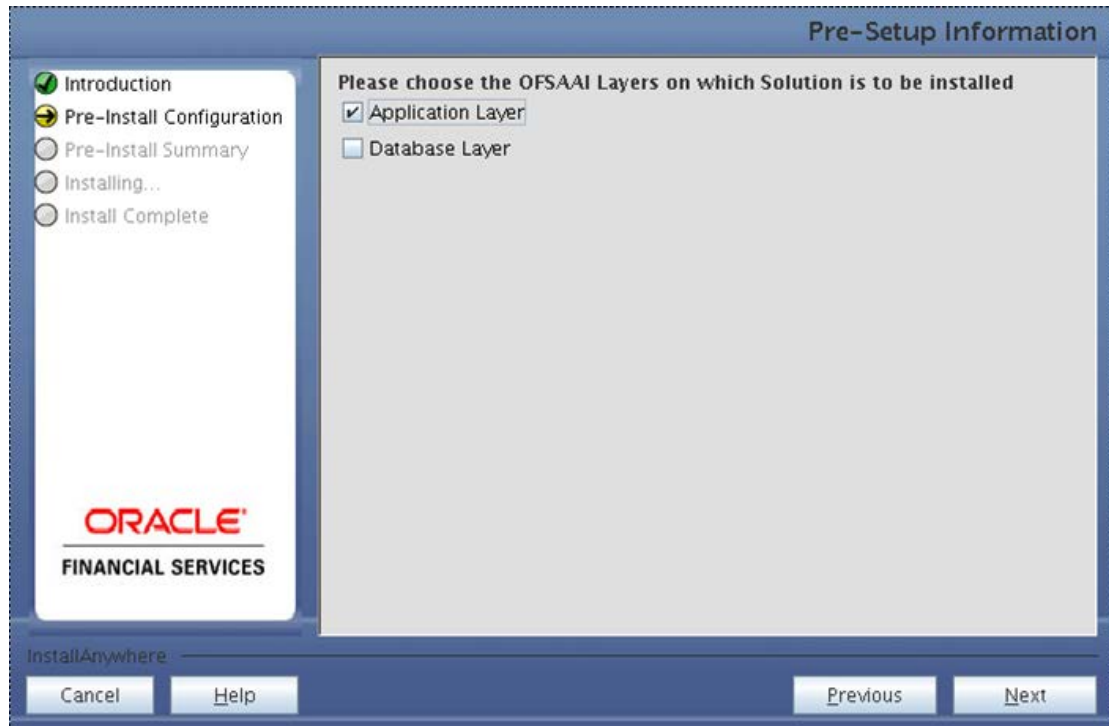 Pre-Setup Information
Introduction
Pre-Install Configuration
Pre-Install Summary
Installing...
Install Complete
ORACLE'
FINANCIAL SERVICES
Please choose the OFSAAI Layers on which Solution is to be installed
Application Layer
Database Layer
InstallAnywhere
Cancel
Help
Previous
Next